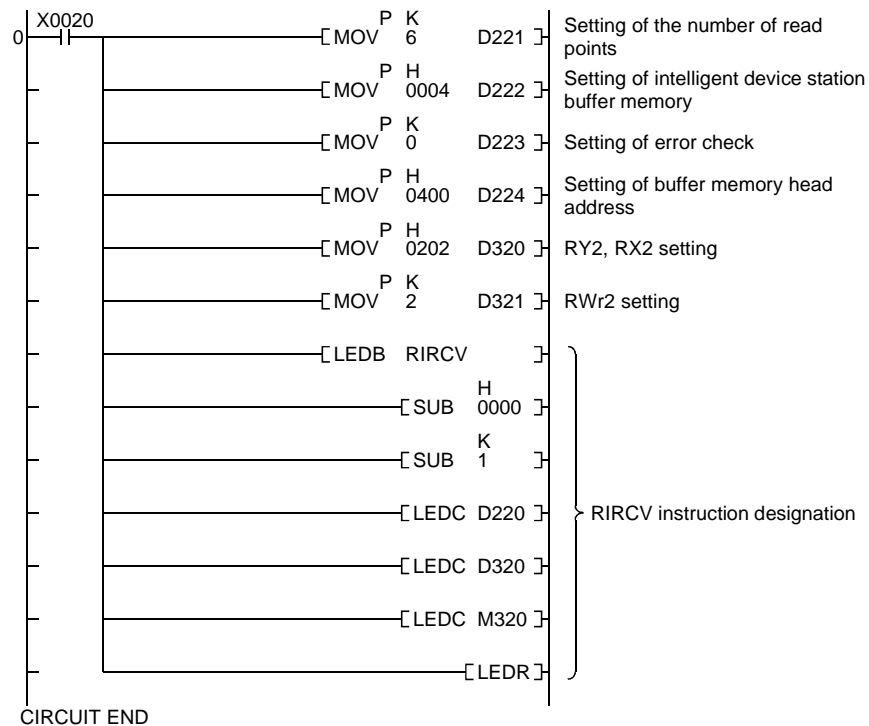 X0020
P K
0 MOV 6 D221 Setting of the number of read
points
P H
MOV 0004 D222 Setting of intelligent device station
buffer memory
P K
MOV 0 D223 Setting of error check
P H
MOV 0400 D224 Setting of buffer memory head
address
P H
MOV 0202 D320 RY2, RX2 setting
P K
MOV 2 D321 RWr2 setting
LEDB RIRCV
H
SUB 0000
K
SUB 1
LEDC D220 RIRCV instruction designation
LEDC D320
LEDC M320
LEDR
CIRCUIT END